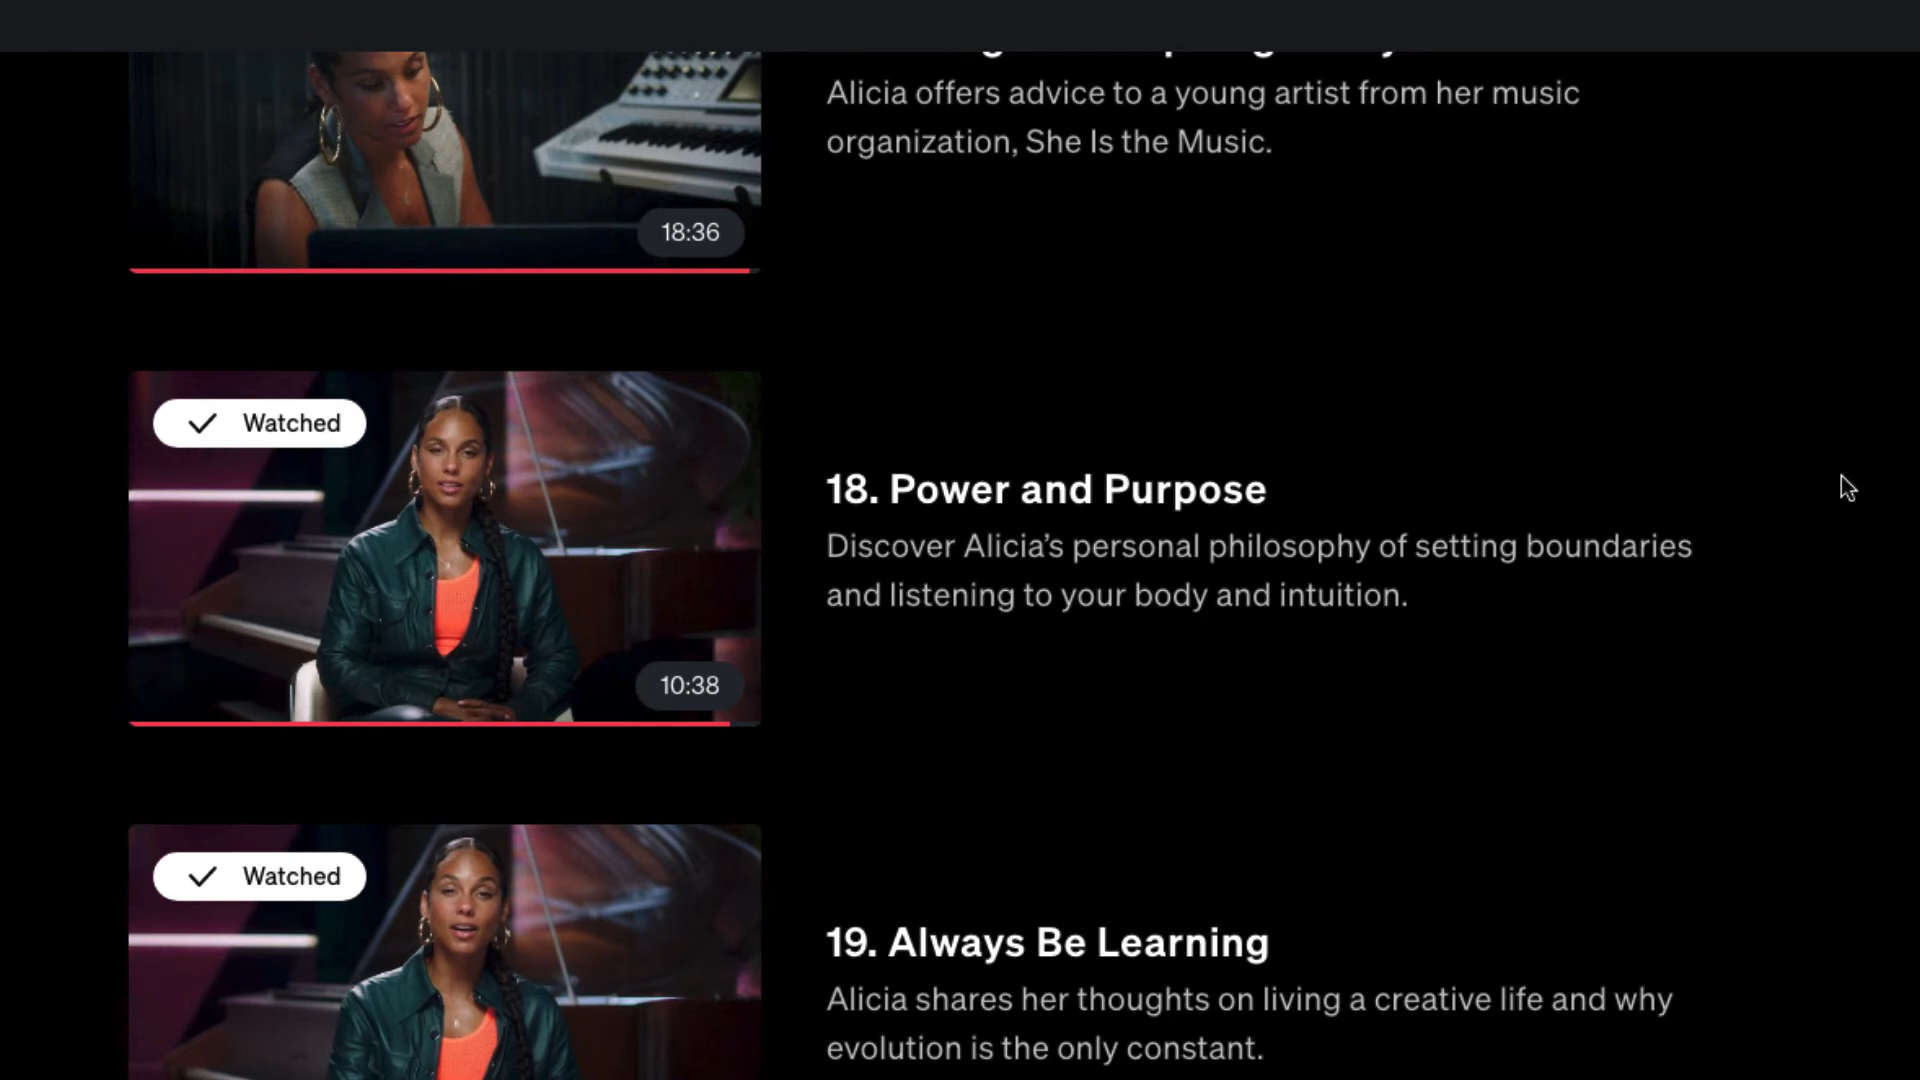 Alicia offers advice to a young artist from her music
organization, She Is the Music.
18:36
Watched
18. Power and Purpose
Discover Alicia’s personal philosophy of setting boundaries
and listening to your body and intuition.
10:38
Watched
19. Always Be Learning
Alicia shares her thoughts on living a creative life and why
evolution is the only constant.